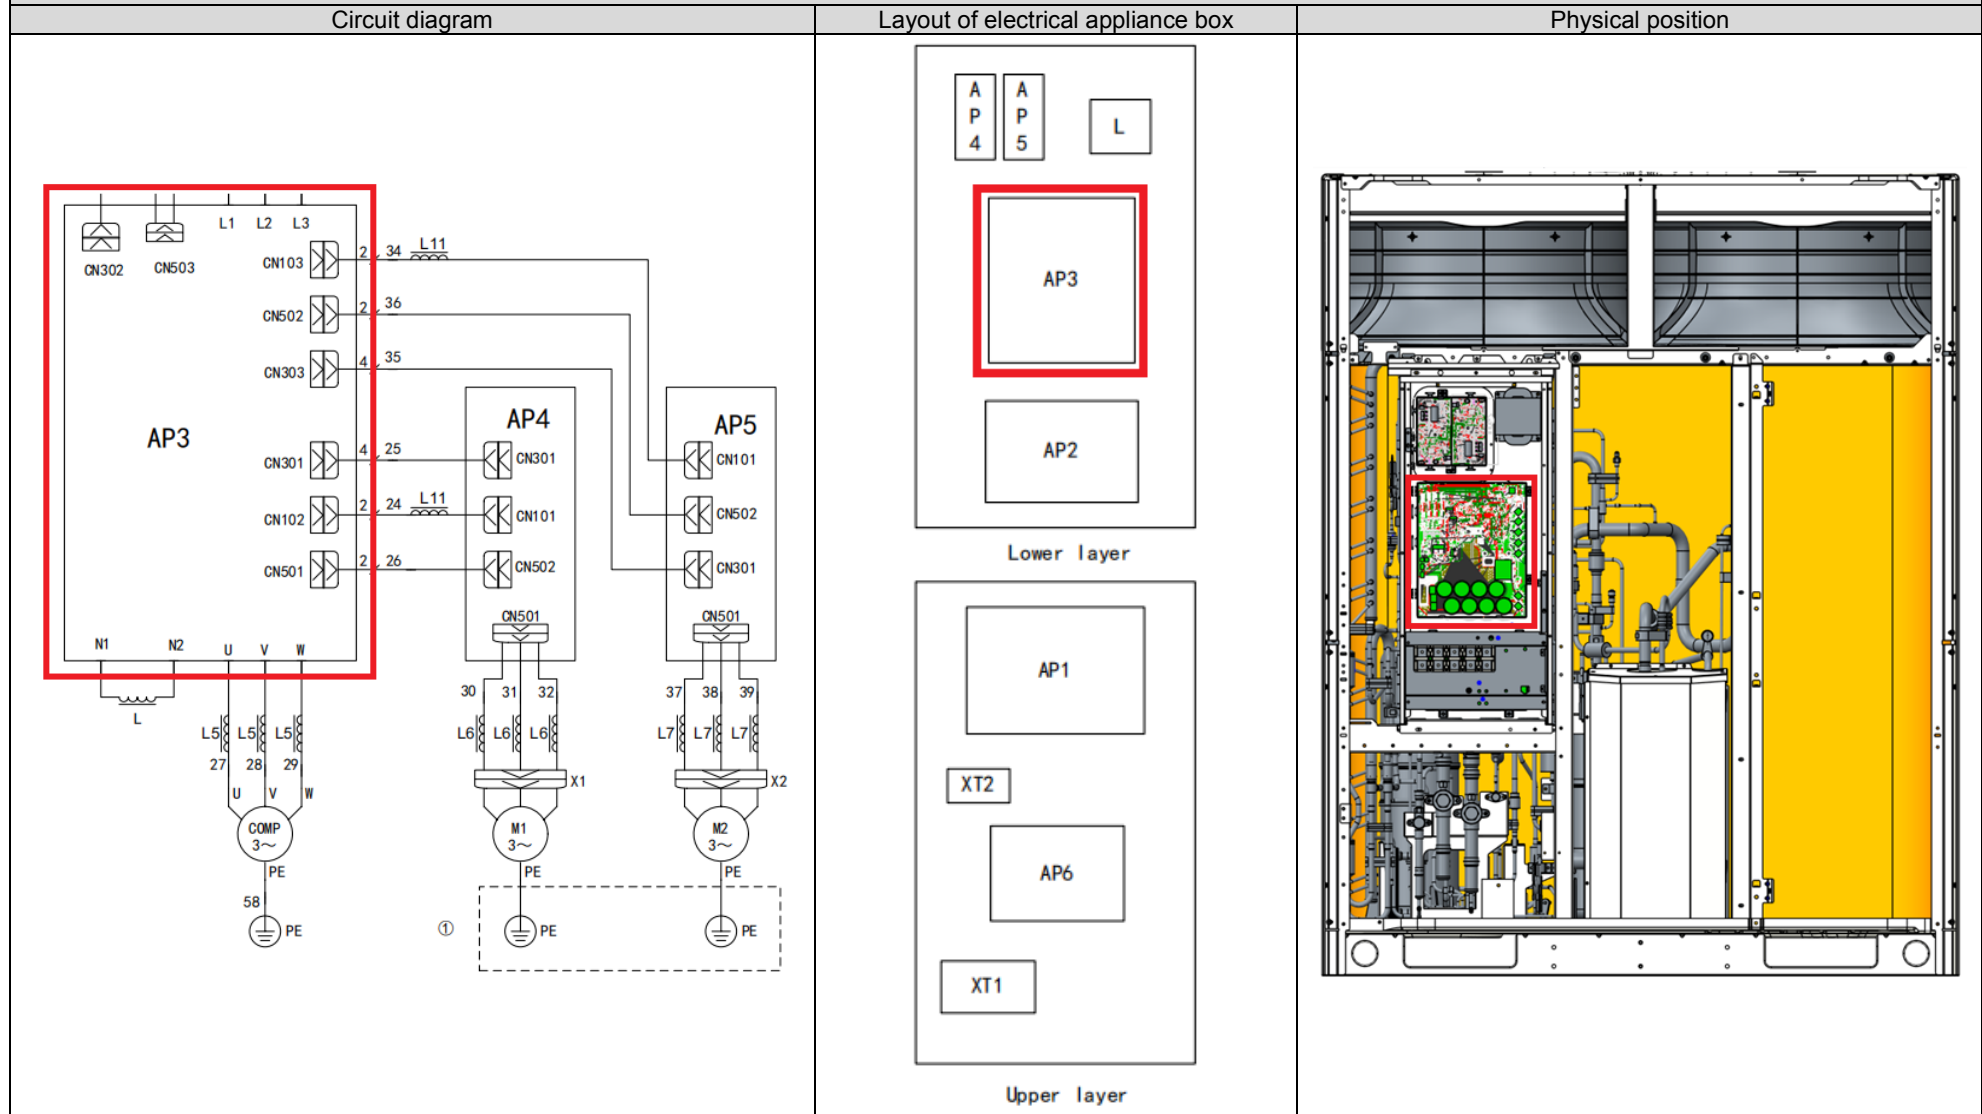 Circuit diagram
Layout of electrical appliance box
Physical position
L1 L2 L3
CN302 CN503
CN103 2 34 L11
CN502 2 36
CN303 4 35
AP3
CN301 4 25
CN102 2 24 L11
CN501 2 26
N1 N2 U V W
L
L5 L5 L5
27 28 29
U V W
COMP
3~
PE
58
PE
AP4
CN301
CN101
CN502
CN501
30 31 32
L6 L6 L6
X1
M1
3~
PE
PE
AP5
CN101
CN502
CN301
CN501
37 38 39
L7 L7 L7
X2
M2
3~
PE
PE
①
AP4
AP5
L
AP3
AP2
Lower layer
AP1
XT2
AP6
XT1
Upper layer